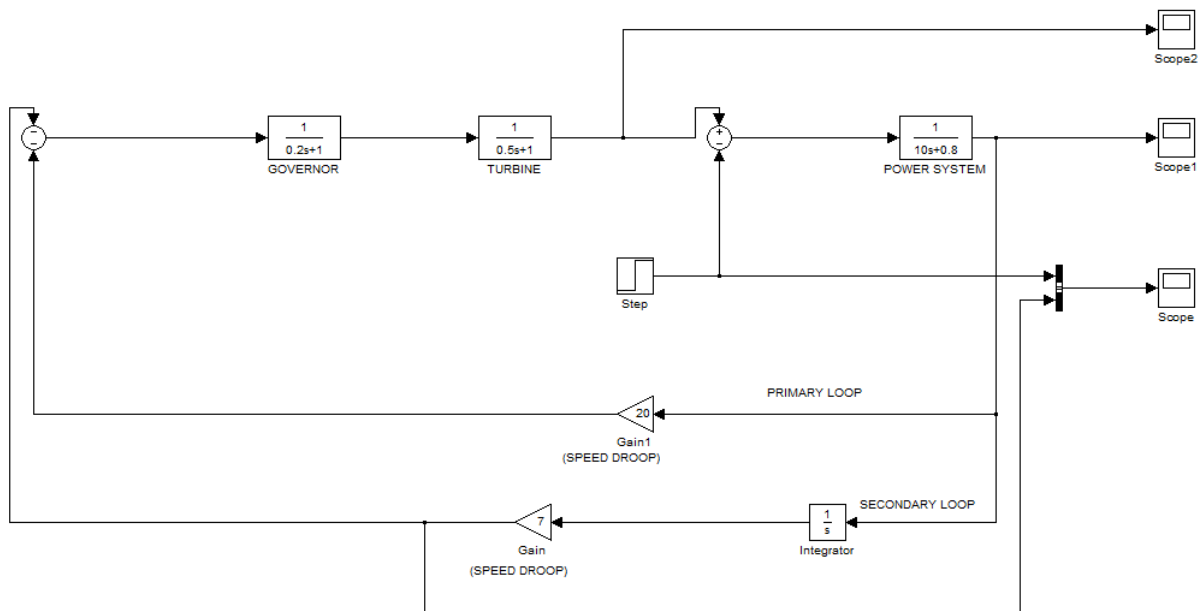 Scope2
−
−
1
0.2s+1
GOVERNOR
1
0.5s+1
TURBINE
+
−
1
10s+0.8
POWER SYSTEM
Scope1
Step
Scope
PRIMARY LOOP
20
Gain1
(SPEED DROOP)
SECONDARY LOOP
7
Gain
(SPEED DROOP)
1
s
Integrator